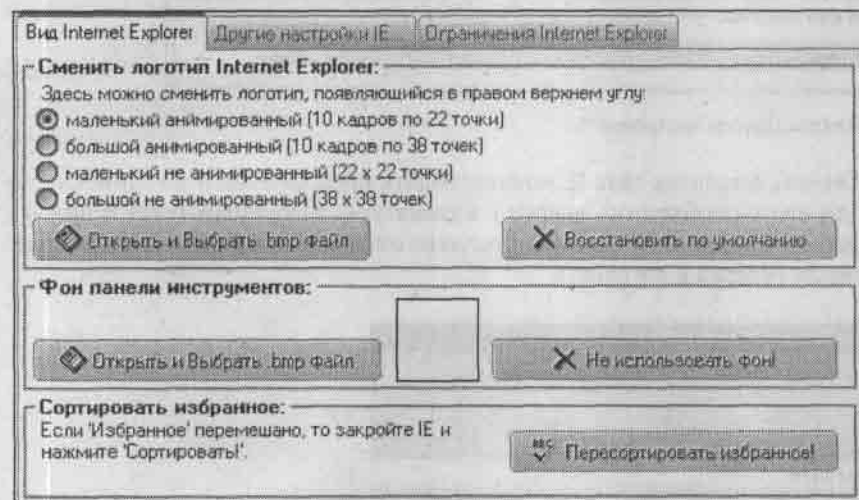 Вид Internet Explorer Другие настройки IE... Ограничения Internet Explorer
Сменить логотип Internet Explorer:
Здесь можно сменить логотип, появляющийся в правом верхнем углу:
маленький анимированный (10 кадров по 22 точки)
большой анимированный (10 кадров по 38 точек)
маленький не анимированный (22 x 22 точки)
большой не анимированный (38 x 38 точек)
Открыть и Выбрать .bmp файл Восстановить по умолчанию
Фон панели инструментов:
Открыть и Выбрать .bmp файл Не использовать фон!
Сортировать избранное:
Если 'Избранное' перемешано, то закройте IE и
нажмите 'Сортировать!'.
ABC Пересортировать избранное!